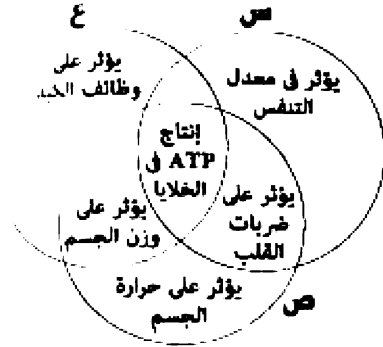 ع
س
يؤثر على
وظائف
يؤثر فى معدل
التنفس
إنتاج
ATP فى
الخلايا
يؤثر على
ضربات
القلب
يؤثر على
وزن الجسم
يؤثر على حرارة
الجسم
ص